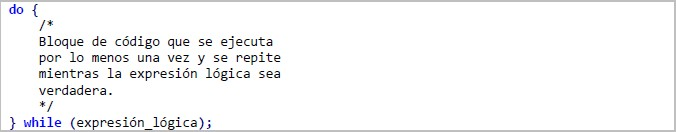 do {
/*
Bloque de código que se ejecuta
por lo menos una vez y se repite
mientras la expresión lógica sea
verdadera.
*/
} while (expresión_lógica);